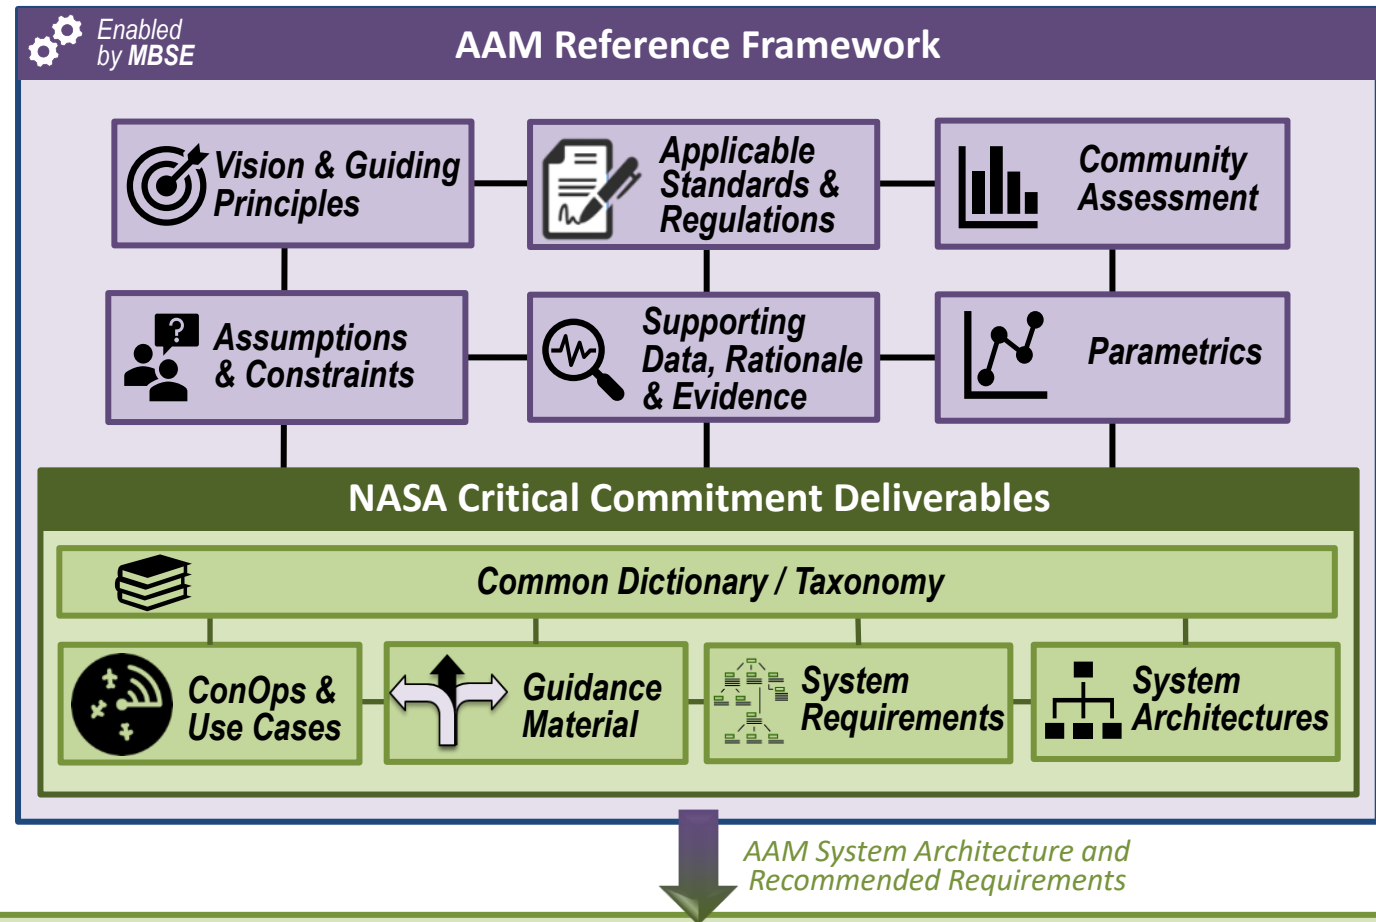 Enabled
by MBSE
AAM Reference Framework
Vision & Guiding
Principles
Applicable
Standards &
Regulations
Community
Assessment
?
Assumptions
& Constraints
Supporting
Data, Rationale
& Evidence
Parametrics
NASA Critical Commitment Deliverables
Common Dictionary / Taxonomy
ConOps &
Use Cases
Guidance
Material
System
Requirements
System
Architectures
AAM System Architecture and
Recommended Requirements